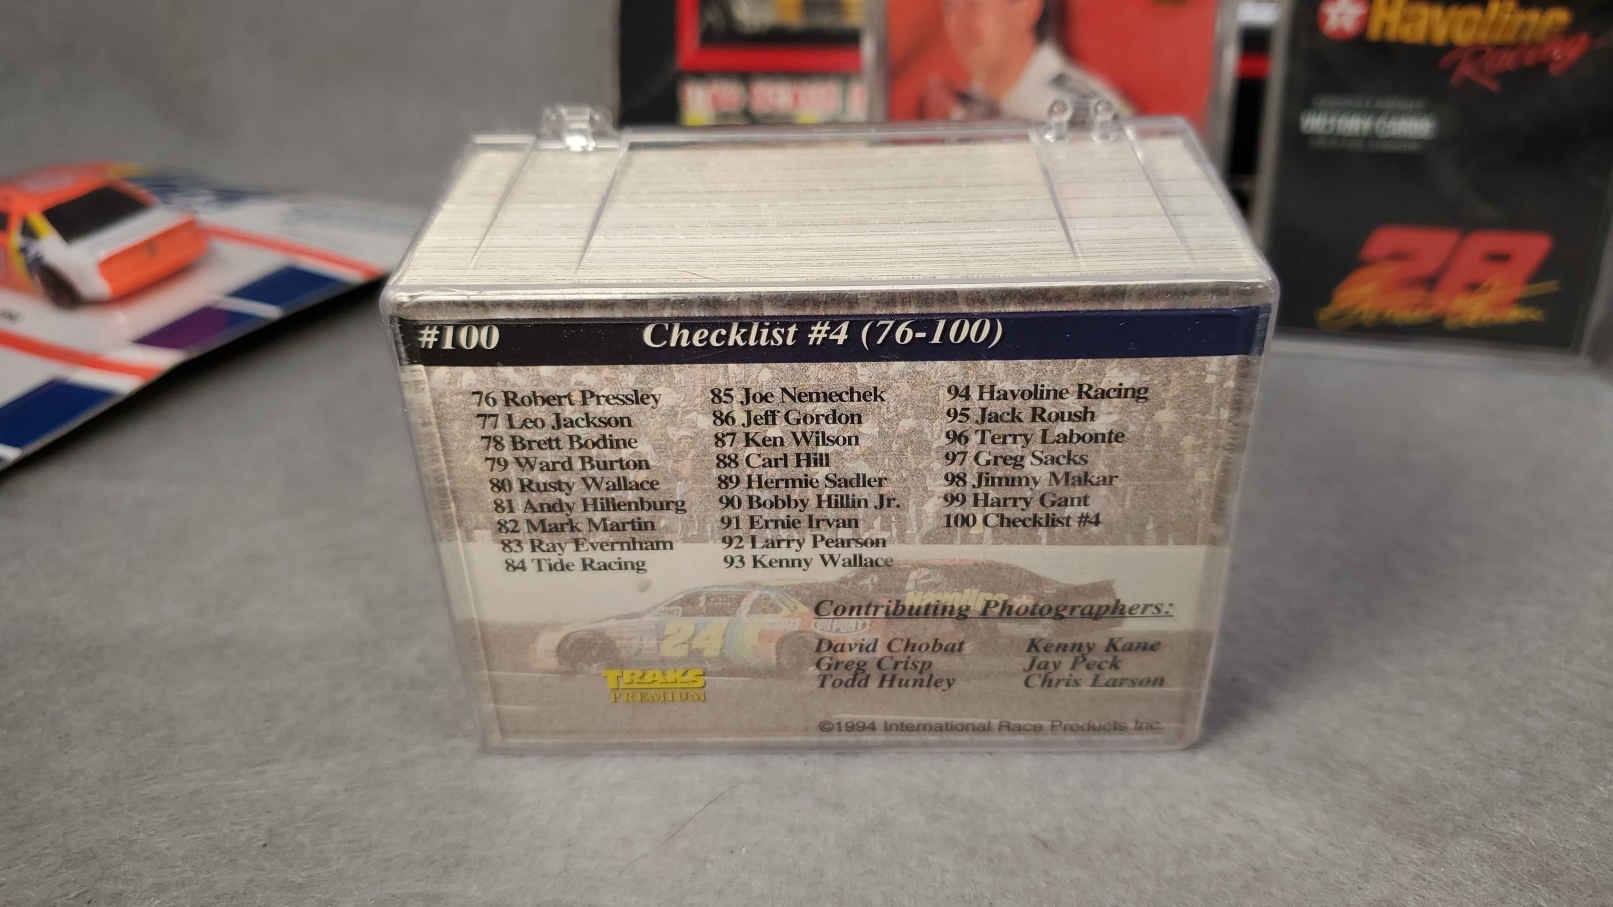 Havoline
Racing
VICTORY CARDS
28
#100 Checklist #4 (76-100)
76 Robert Pressley
77 Leo Jackson
78 Brett Bodine
79 Ward Burton
80 Rusty Wallace
81 Andy Hillenburg
82 Mark Martin
83 Ray Evernham
84 Tide Racing
85 Joe Nemechek
86 Jeff Gordon
87 Ken Wilson
88 Carl Hill
89 Hermie Sadler
90 Bobby Hillin Jr.
91 Ernie Irvan
92 Larry Pearson
93 Kenny Wallace
94 Havoline Racing
95 Jack Roush
96 Terry Labonte
97 Greg Sacks
98 Jimmy Makar
99 Harry Gant
100 Checklist #4
Havoline
24
DU PONT
Contributing Photographers:
David Chobat
Greg Crisp
Todd Hunley
Kenny Kane
Jay Peck
Chris Larson
TRAKS
PREMIUM
©1994 International Race Products Inc.